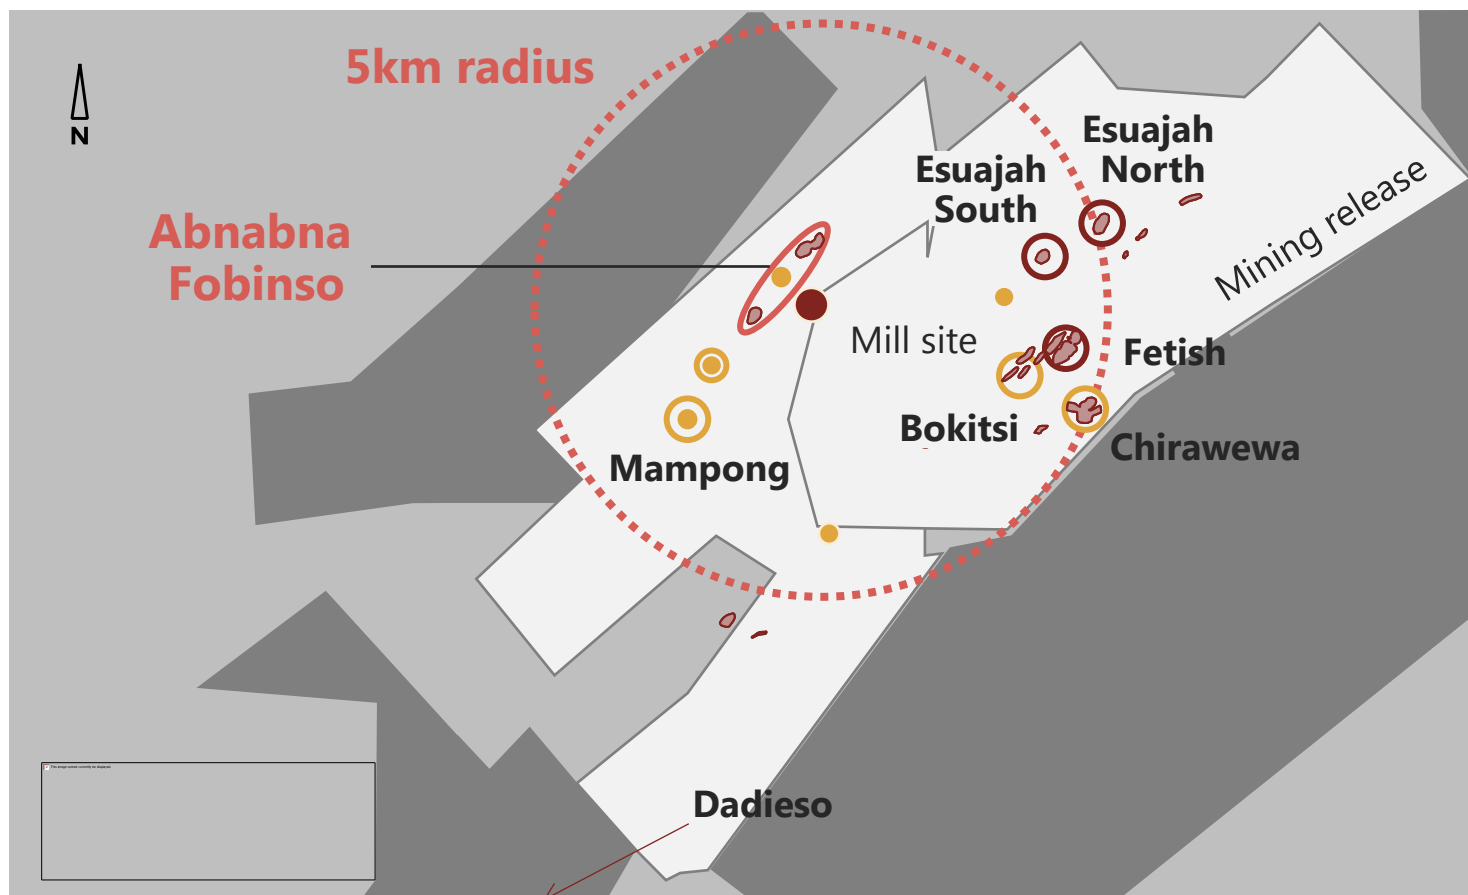 5km radius
N
Esuajah
North
Esuajah
South
Mining release
Abnabna
Fobinso
Mill site
Fetish
Bokitsi
Chirawewa
Mampong
Dadieso